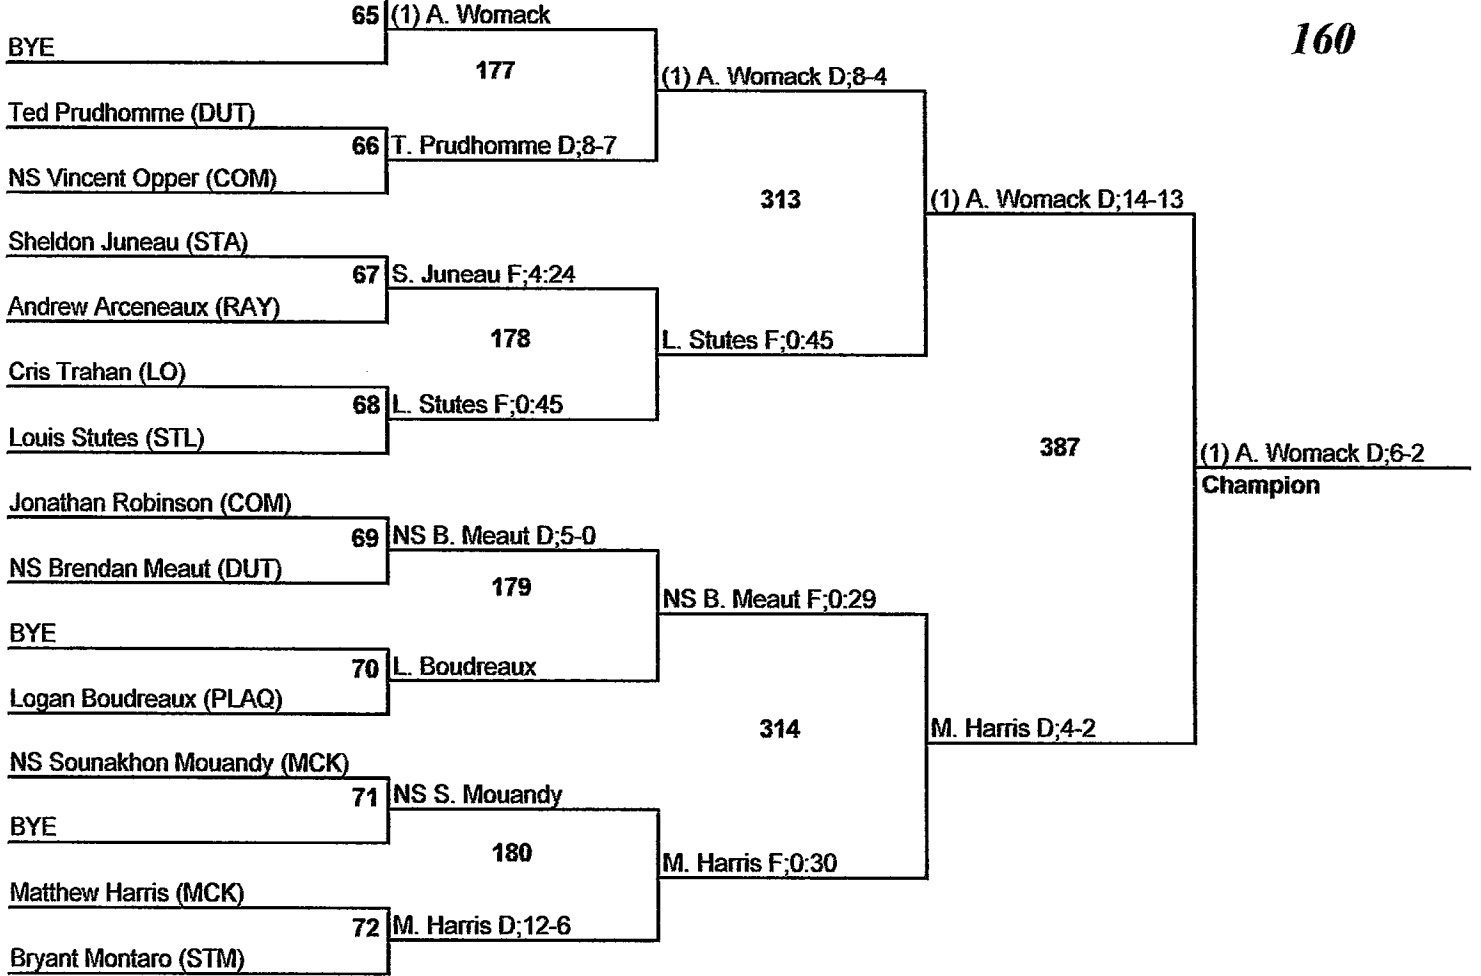 160
65 (1) A. Womack
BYE
177
(1) A. Womack D;8-4
Ted Prudhomme (DUT)
66 T. Prudhomme D;8-7
NS Vincent Opper (COM)
313
(1) A. Womack D;14-13
Sheldon Juneau (STA)
67 S. Juneau F;4:24
Andrew Arceneaux (RAY)
178
L. Stutes F;0:45
Cris Trahan (LO)
68 L. Stutes F;0:45
Louis Stutes (STL)
387
(1) A. Womack D;6-2
Champion
Jonathan Robinson (COM)
69 NS B. Meaut D;5-0
NS Brendan Meaut (DUT)
179
NS B. Meaut F;0:29
BYE
70 L. Boudreaux
Logan Boudreaux (PLAQ)
314
M. Harris D;4-2
NS Sounakhon Mouandy (MCK)
71 NS S. Mouandy
BYE
180
M. Harris F;0:30
Matthew Harris (MCK)
72 M. Harris D;12-6
Bryant Montaro (STM)